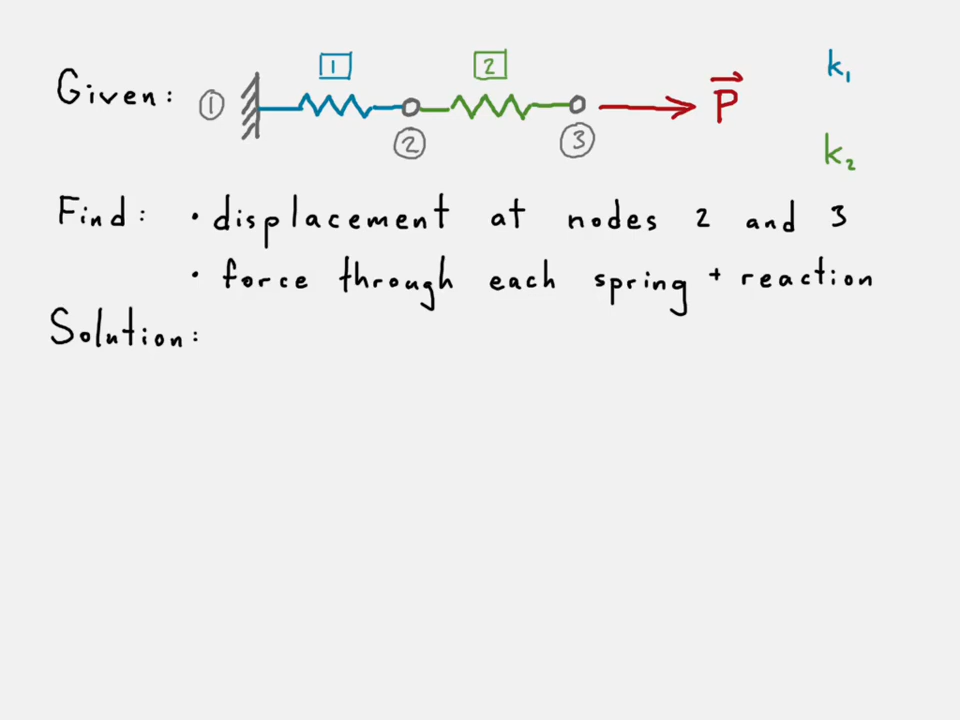 1 2 k₁
Given: 1 P
2 3 k₂
Find: • displacement at nodes 2 and 3
• force through each spring + reaction
Solution: